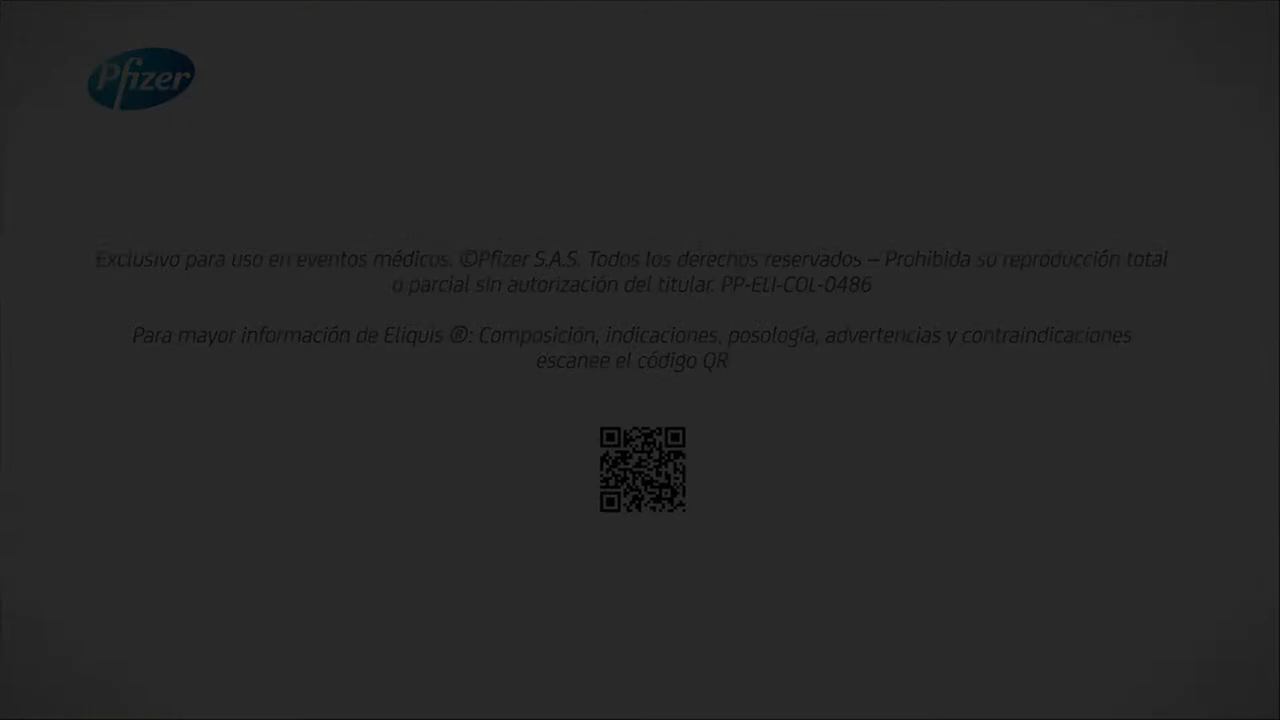 Pfizer
Exclusivo para uso en eventos médicos. ©Pfizer S.A.S. Todos los derechos reservados – Prohibida su reproducción total
o parcial sin autorización del titular. PP-ELI-COL-0486
Para mayor información de Eliquis ®: Composición, indicaciones, posología, advertencias y contraindicaciones
escanee el código QR